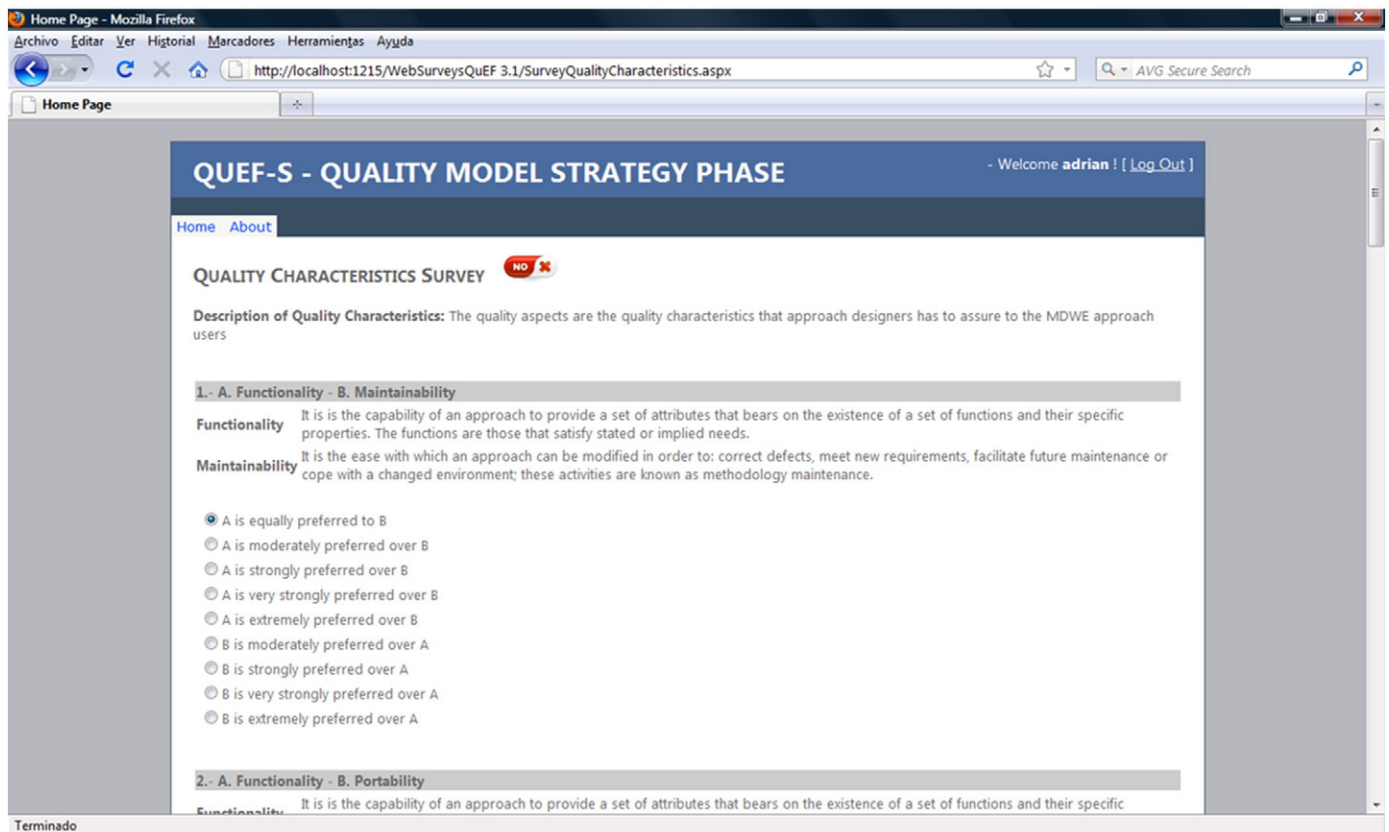 Home Page - Mozilla Firefox
Archivo Editar Ver Historial Marcadores Herramientas Ayuda
http://localhost:1215/WebSurveysQuEF 3.1/SurveyQualityCharacteristics.aspx
AVG Secure Search
Home Page
QUEF-S - QUALITY MODEL STRATEGY PHASE
- Welcome adrian ! [ Log Out ]
Home About
QUALITY CHARACTERISTICS SURVEY
NO
Description of Quality Characteristics: The quality aspects are the quality characteristics that approach designers has to assure to the MDWE approach
users
1.- A. Functionality - B. Maintainability
Functionality It is is the capability of an approach to provide a set of attributes that bears on the existence of a set of functions and their specific
properties. The functions are those that satisfy stated or implied needs.
Maintainability It is the ease with which an approach can be modified in order to: correct defects, meet new requirements, facilitate future maintenance or
cope with a changed environment; these activities are known as methodology maintenance.
A is equally preferred to B
A is moderately preferred over B
A is strongly preferred over B
A is very strongly preferred over B
A is extremely preferred over B
B is moderately preferred over A
B is strongly preferred over A
B is very strongly preferred over A
B is extremely preferred over A
2.- A. Functionality - B. Portability
Functionality It is is the capability of an approach to provide a set of attributes that bears on the existence of a set of functions and their specific
Terminado